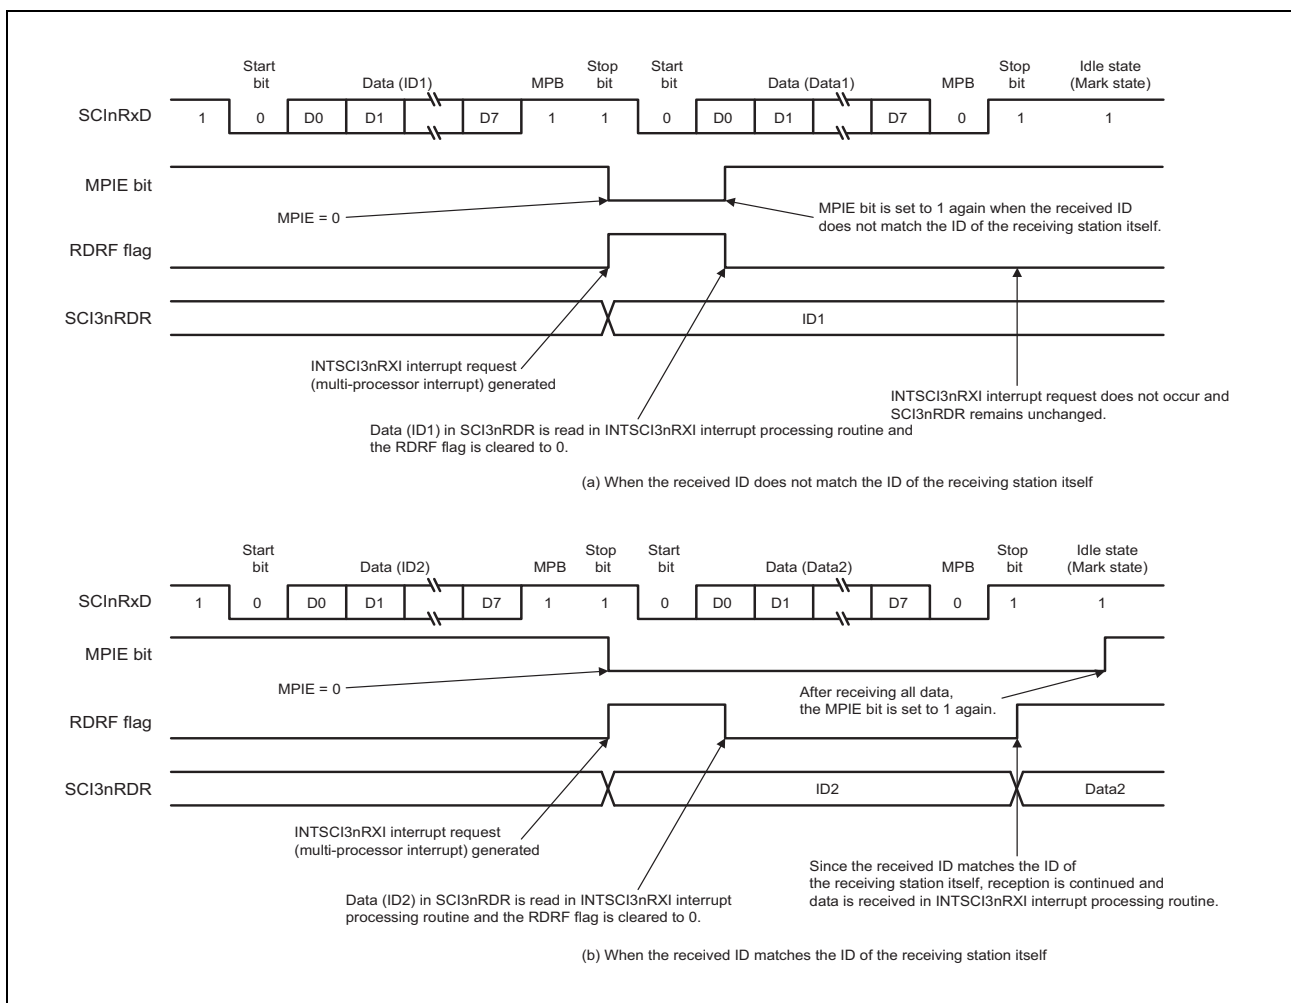 Start bit Data (ID1) MPB Stop bit Start bit Data (Data1) MPB Stop bit Idle state (Mark state)
SCInRxD 1 0 D0 D1 D7 1 1 0 D0 D1 D7 0 1 1
MPIE bit
MPIE = 0
MPIE bit is set to 1 again when the received ID
does not match the ID of the receiving station itself.
RDRF flag
SCI3nRDR ID1
INTSCI3nRXI interrupt request
(multi-processor interrupt) generated
INTSCI3nRXI interrupt request does not occur and
SCI3nRDR remains unchanged.
Data (ID1) in SCI3nRDR is read in INTSCI3nRXI interrupt processing routine and
the RDRF flag is cleared to 0.
(a) When the received ID does not match the ID of the receiving station itself
Start bit Data (ID2) MPB Stop bit Start bit Data (Data2) MPB Stop bit Idle state (Mark state)
SCInRxD 1 0 D0 D1 D7 1 1 0 D0 D1 D7 0 1 1
MPIE bit
MPIE = 0
After receiving all data,
the MPIE bit is set to 1 again.
RDRF flag
SCI3nRDR ID2 Data2
INTSCI3nRXI interrupt request
(multi-processor interrupt) generated
Since the received ID matches the ID of
the receiving station itself, reception is continued and
data is received in INTSCI3nRXI interrupt processing routine.
Data (ID2) in SCI3nRDR is read in INTSCI3nRXI interrupt
processing routine and the RDRF flag is cleared to 0.
(b) When the received ID matches the ID of the receiving station itself